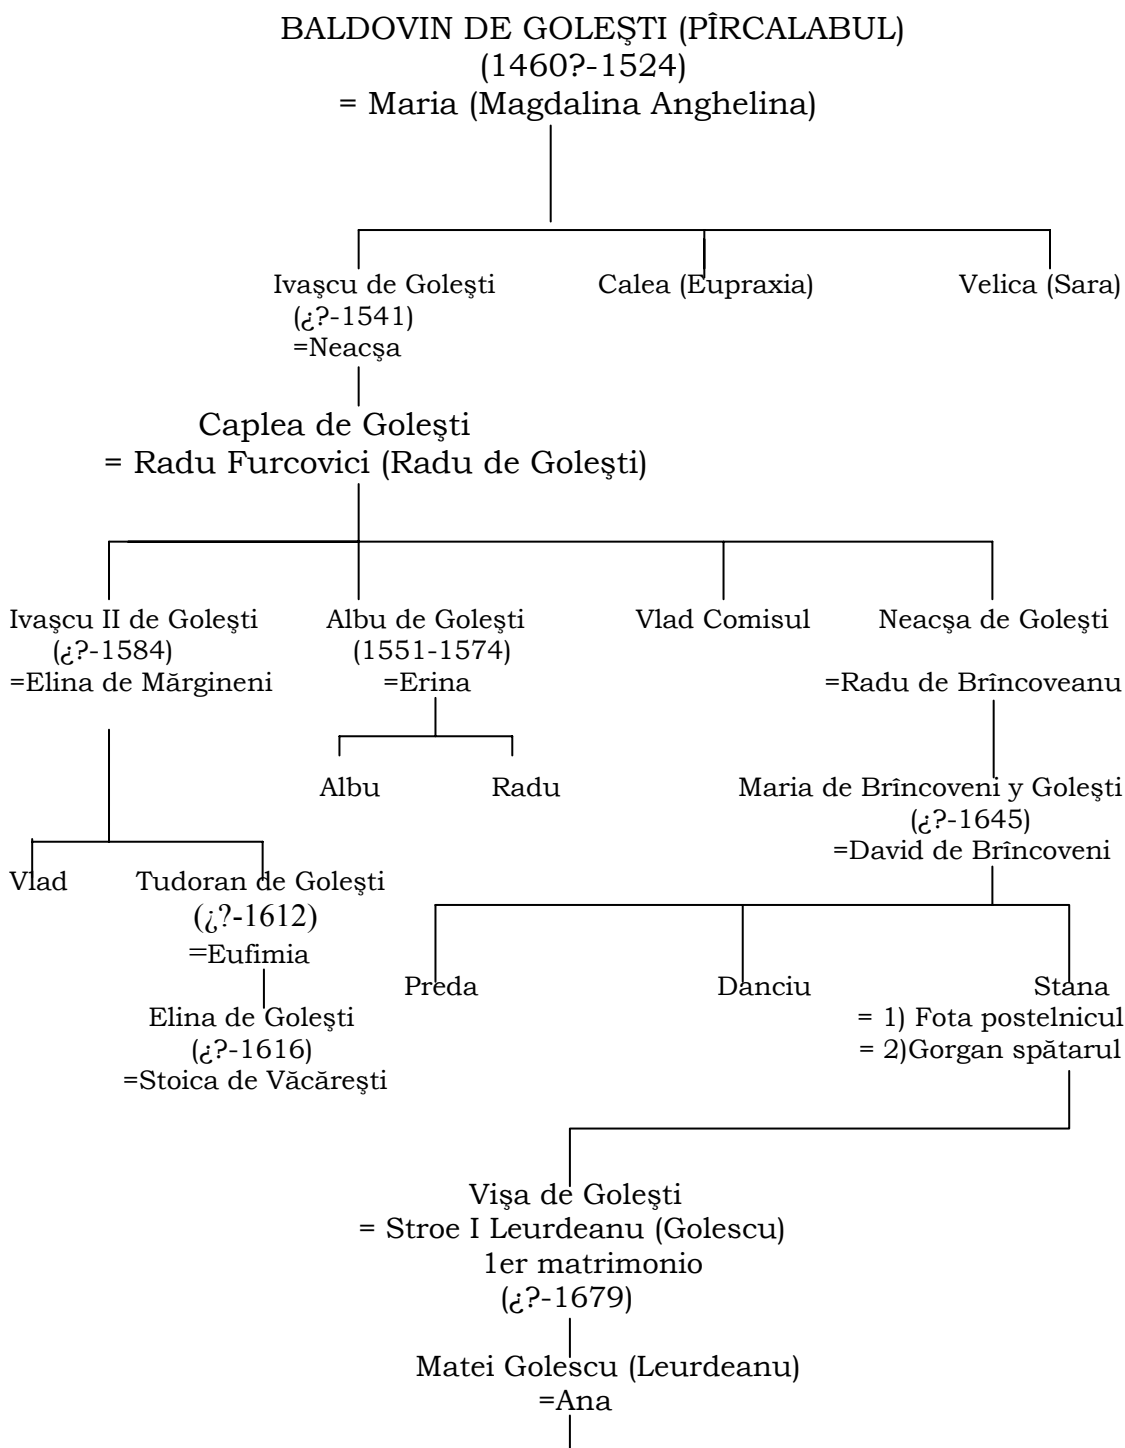 BALDOVIN DE GOLEŞTI (PÎRCALABUL)
(1460?-1524)
= Maria (Magdalina Anghelina)
Ivaşcu de Goleşti
(¿?-1541)
=Neacşa
Calea (Eupraxia)
Velica (Sara)
Caplea de Goleşti
= Radu Furcovici (Radu de Goleşti)
Ivaşcu II de Goleşti
(¿?-1584)
=Elina de Mărgineni
Albu de Goleşti
(1551-1574)
=Erina
Vlad Comisul
Neacşa de Goleşti
=Radu de Brîncoveanu
Albu
Radu
Maria de Brîncoveni y Goleşti
(¿?-1645)
=David de Brîncoveni
Vlad
Tudoran de Goleşti
(¿?-1612)
=Eufimia
Elina de Goleşti
(¿?-1616)
=Stoica de Văcăreşti
Preda
Danciu
Stana
= 1) Fota postelnicul
= 2)Gorgan spătarul
Vişa de Goleşti
= Stroe I Leurdeanu (Golescu)
1er matrimonio
(¿?-1679)
Matei Golescu (Leurdeanu)
=Ana